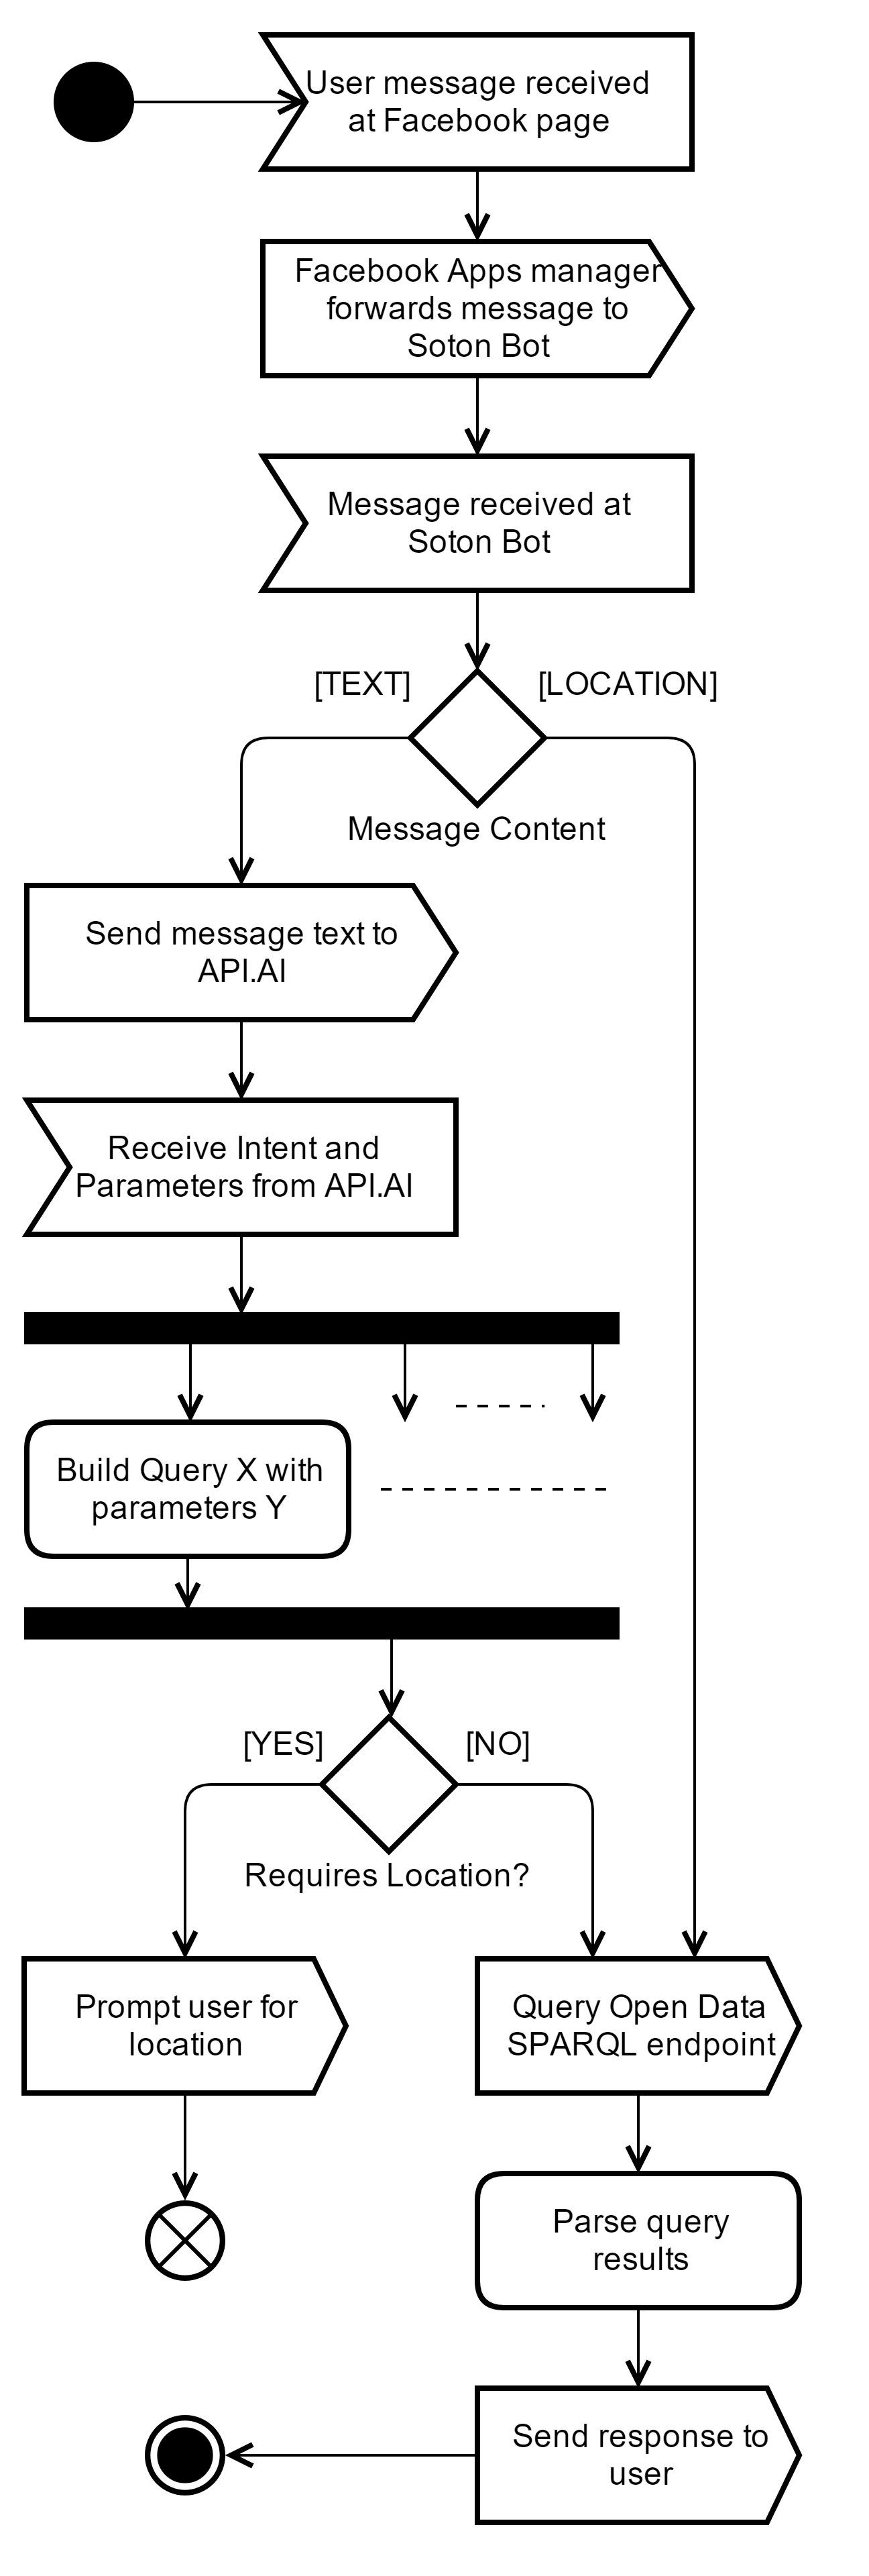 User message received
at Facebook page
Facebook Apps manager
forwards message to
Soton Bot
Message received at
Soton Bot
[TEXT]
[LOCATION]
Message Content
Send message text to
API.AI
Receive Intent and
Parameters from API.AI
Build Query X with
parameters Y
[YES]
[NO]
Requires Location?
Prompt user for
location
Query Open Data
SPARQL endpoint
Parse query
results
Send response to
user